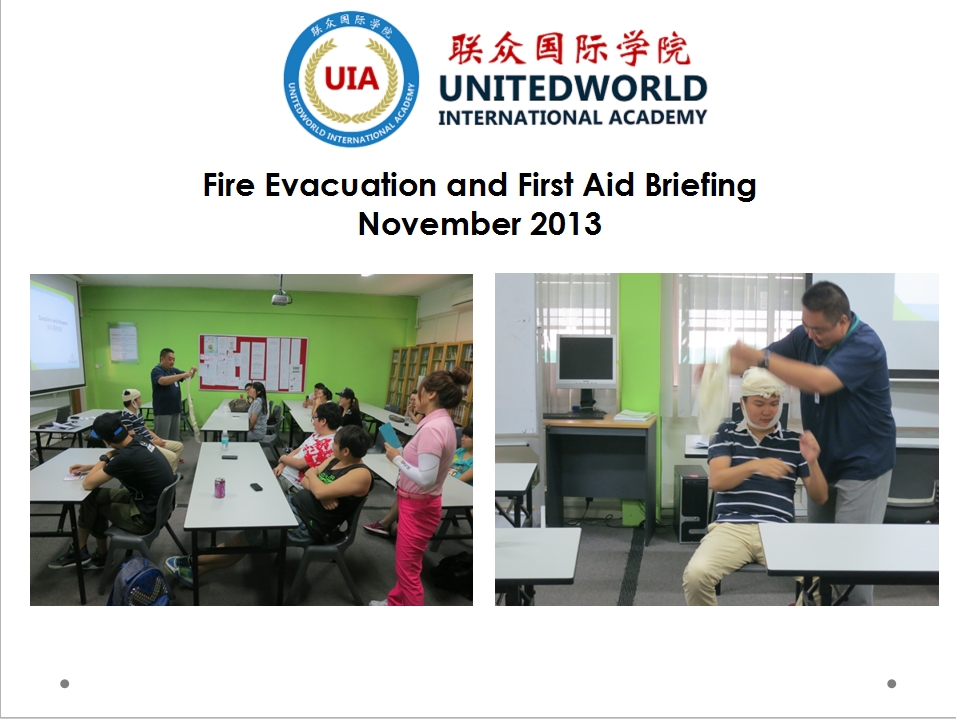 联众国际学院
UIA
UNITEDWORLD INTERNATIONAL ACADEMY
联众国际学院
UNITEDWORLD
INTERNATIONAL ACADEMY
Fire Evacuation and First Aid Briefing
November 2013